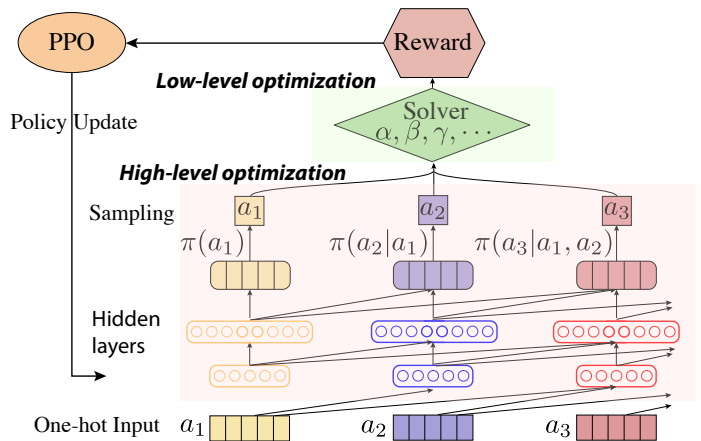 PPO
Reward
Low-level optimization
Solver
α, β, γ, ···
Policy Update
High-level optimization
Sampling
a₁
a₂
a₃
π(a₁)
π(a₂|a₁)
π(a₃|a₁, a₂)
Hidden
layers
One-hot Input
a₁
a₂
a₃